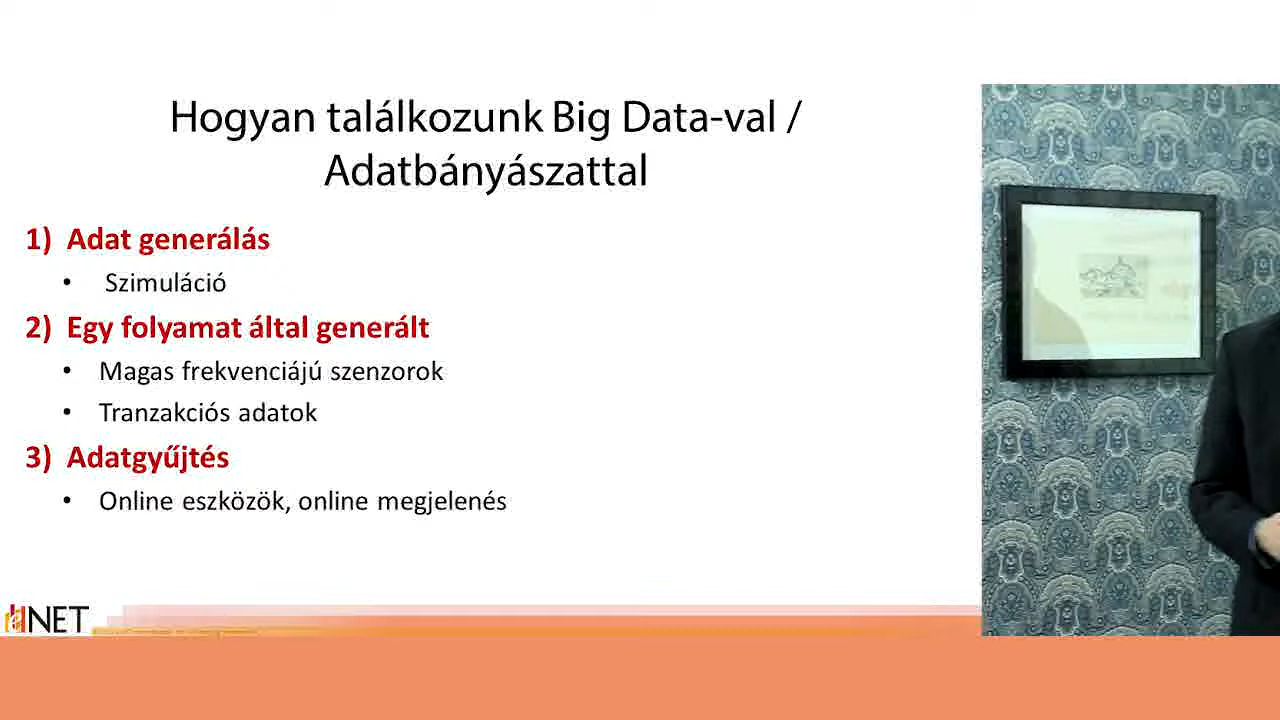 Hogyan találkozunk Big Data-val /
Adatbányászattal
1) Adat generálás
• Szimuláció
2) Egy folyamat által generált
• Magas frekvenciájú szenzorok
• Tranzakciós adatok
3) Adatgyűjtés
• Online eszközök, online megjelenés
NET